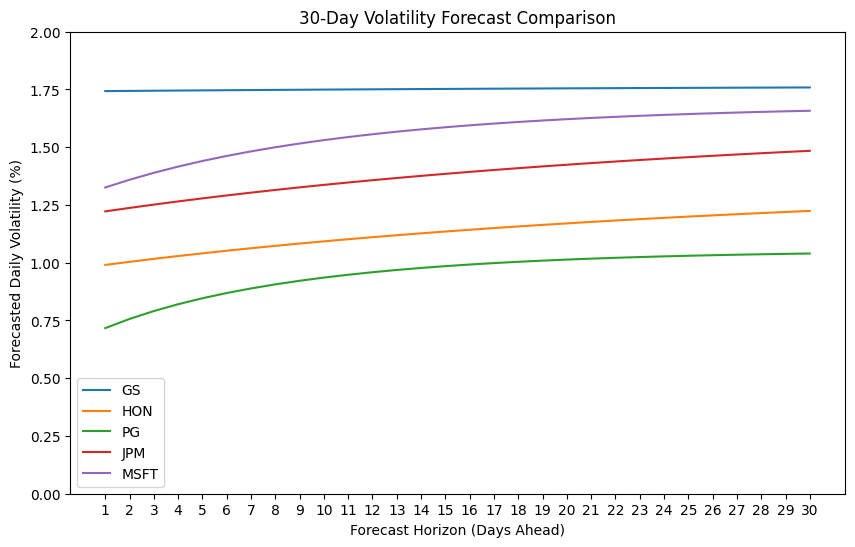 30-Day Volatility Forecast Comparison
Forecasted Daily Volatility (%)
2.00
1.75
1.50
1.25
1.00
0.75
0.50
0.25
0.00
GS
HON
PG
JPM
MSFT
1 2 3 4 5 6 7 8 9 10 11 12 13 14 15 16 17 18 19 20 21 22 23 24 25 26 27 28 29 30
Forecast Horizon (Days Ahead)